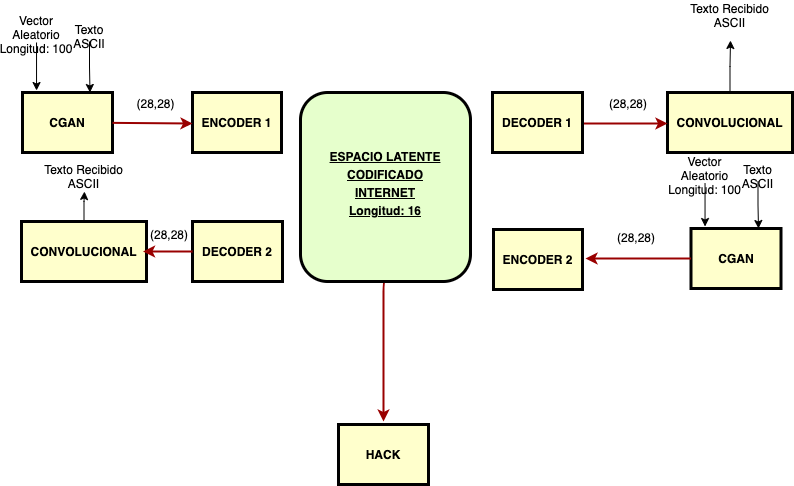 Vector
Aleatorio
Longitud: 100
Texto
ASCII
CGAN
(28,28)
ENCODER 1
Texto Recibido
ASCII
CONVOLUCIONAL
(28,28)
DECODER 2
ESPACIO LATENTE
CODIFICADO
INTERNET
Longitud: 16
HACK
Texto Recibido
ASCII
DECODER 1
(28,28)
CONVOLUCIONAL
Vector
Aleatorio
Longitud: 100
Texto
ASCII
ENCODER 2
(28,28)
CGAN